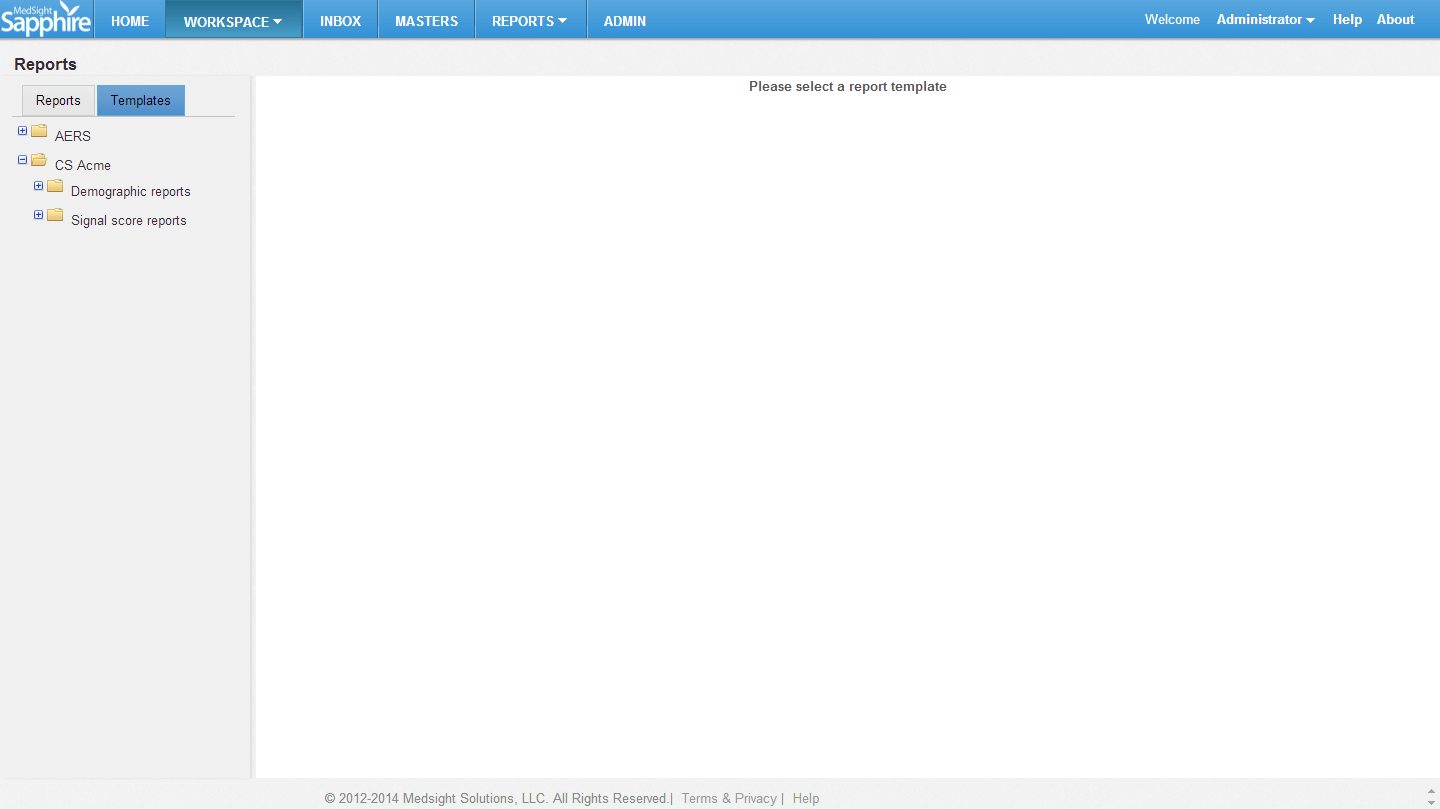 MedSight
Sapphire
HOME WORKSPACE INBOX MASTERS REPORTS ADMIN Welcome Administrator Help About
Reports
Reports Templates
Please select a report template
AERS
CS Acme
Demographic reports
Signal score reports
© 2012-2014 Medsight Solutions, LLC. All Rights Reserved.| Terms & Privacy | Help